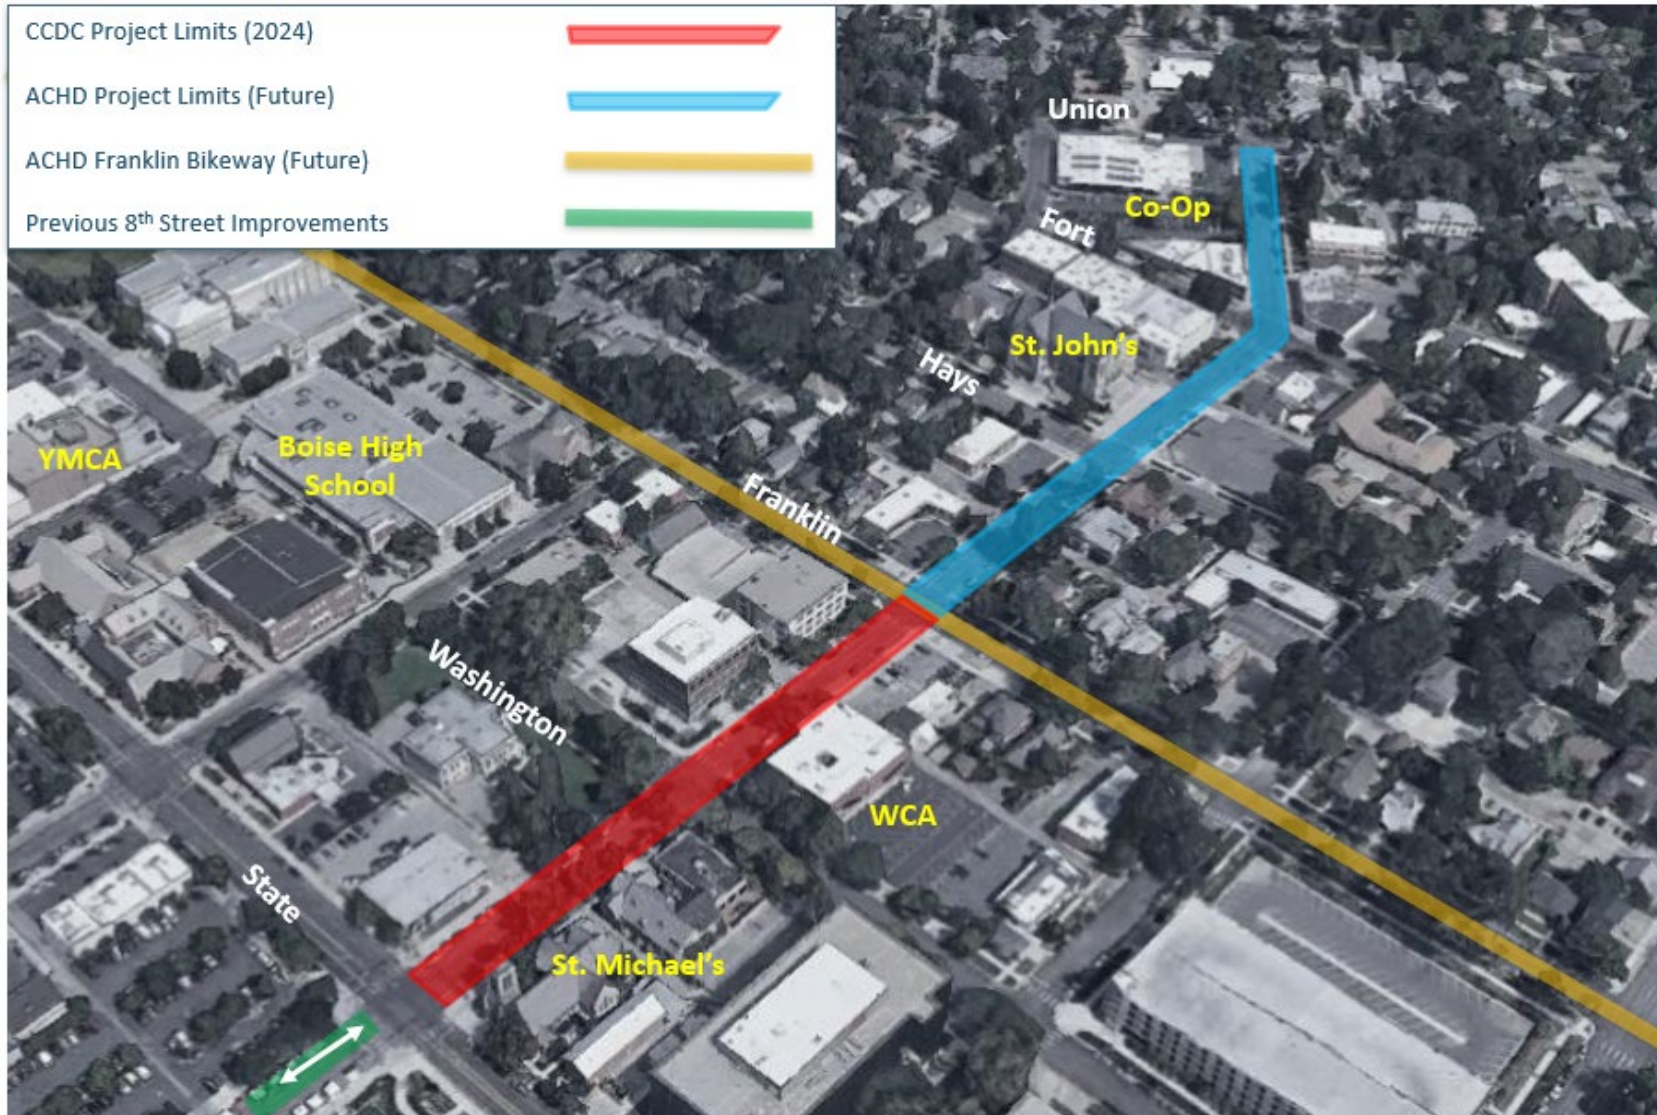 CCDC Project Limits (2024)
ACHD Project Limits (Future)
ACHD Franklin Bikeway (Future)
Previous 8th Street Improvements
Union
Co-Op
Fort
St. John's
Hays
YMCA
Boise High
School
Franklin
Washington
WCA
State
St. Michael's